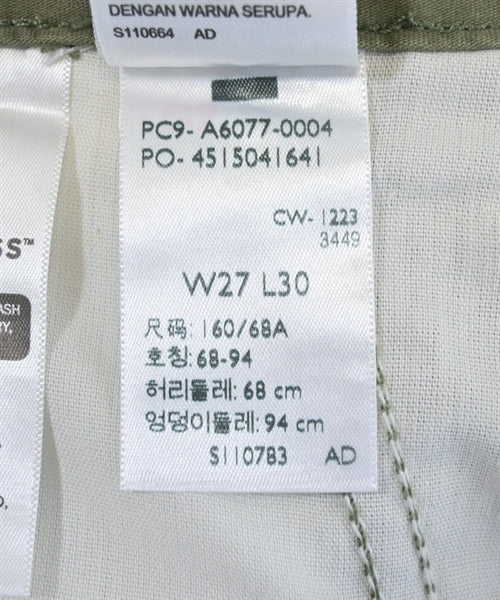 DENGAN WARNA SERUPA.
S110664 AD
PC9- A6077-0004
PO- 4515041641
CW- 1223
3449
W27 L30
尺码: 160/68A
호칭: 68-94
허리둘레: 68 cm
엉덩이둘레: 94 cm
S110783 AD